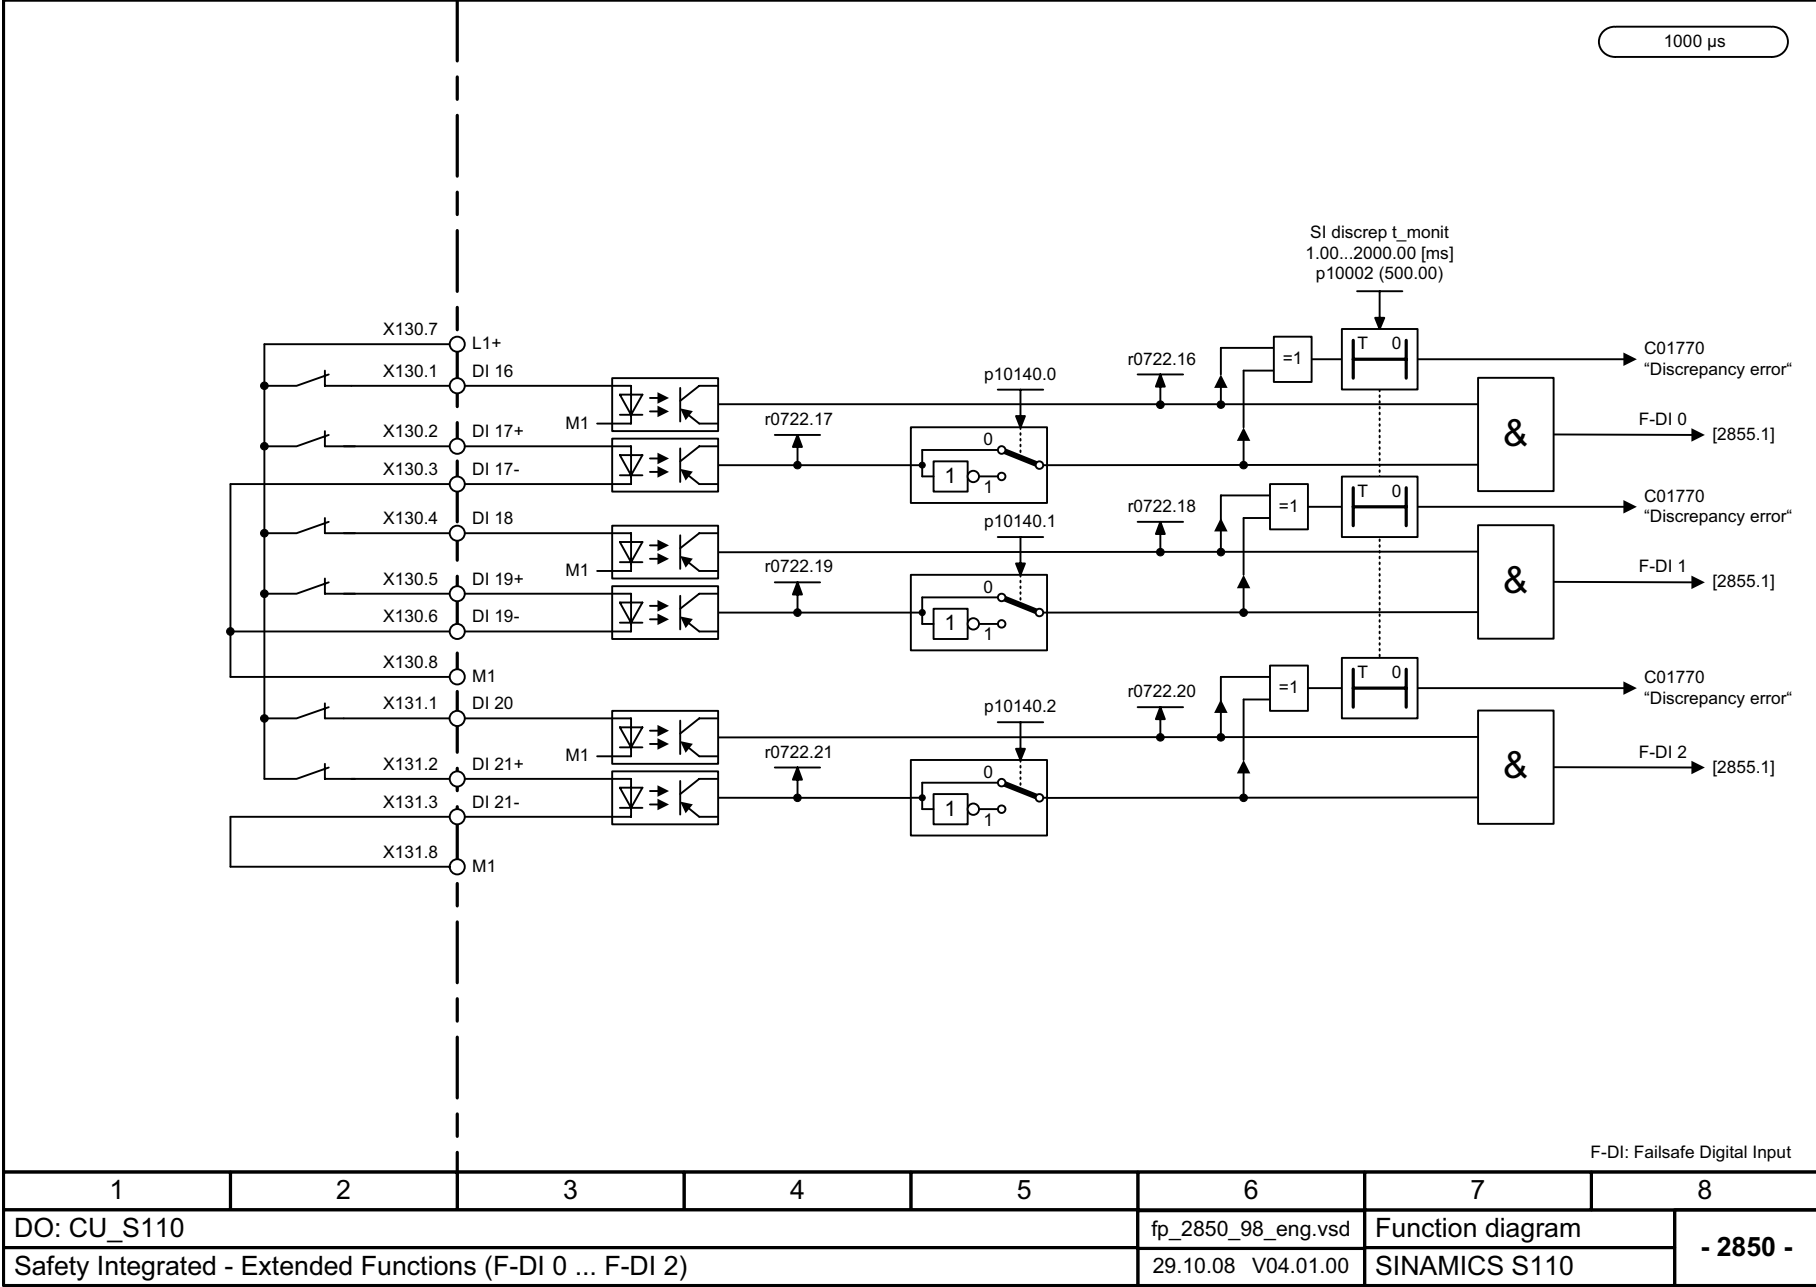 1000 µs
SI discrep t_monit
1.00...2000.00 [ms]
p10002 (500.00)
X130.7
L1+
X130.1
DI 16
M1
r0722.16
=1
T 0
C01770
“Discrepancy error“
p10140.0
r0722.17
X130.2
DI 17+
0
1
1
&
F-DI 0
[2855.1]
X130.3
DI 17-
X130.4
DI 18
M1
r0722.18
=1
T 0
C01770
“Discrepancy error“
p10140.1
r0722.19
X130.5
DI 19+
0
1
1
&
F-DI 1
[2855.1]
X130.6
DI 19-
X130.8
M1
X131.1
DI 20
M1
r0722.20
=1
T 0
C01770
“Discrepancy error“
p10140.2
r0722.21
X131.2
DI 21+
0
1
1
&
F-DI 2
[2855.1]
X131.3
DI 21-
X131.8
M1
F-DI: Failsafe Digital Input
1 2 3 4 5 6 7 8
DO: CU_S110
fp_2850_98_eng.vsd
Function diagram
- 2850 -
Safety Integrated - Extended Functions (F-DI 0 ... F-DI 2)
29.10.08 V04.01.00
SINAMICS S110